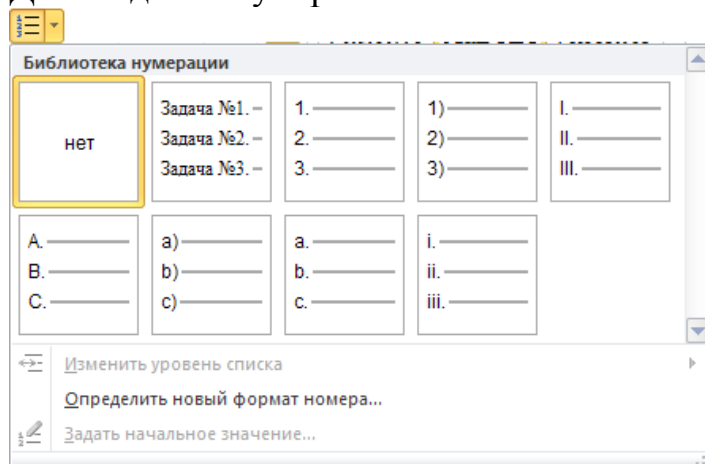 Библиотека нумерации
нет
Задача №1.
Задача №2.
Задача №3.
1.
2.
3.
1)
2)
3)
I.
II.
III.
A.
B.
C.
a)
b)
c)
a.
b.
c.
i.
ii.
iii.
Изменить уровень списка
Определить новый формат номера...
Задать начальное значение...